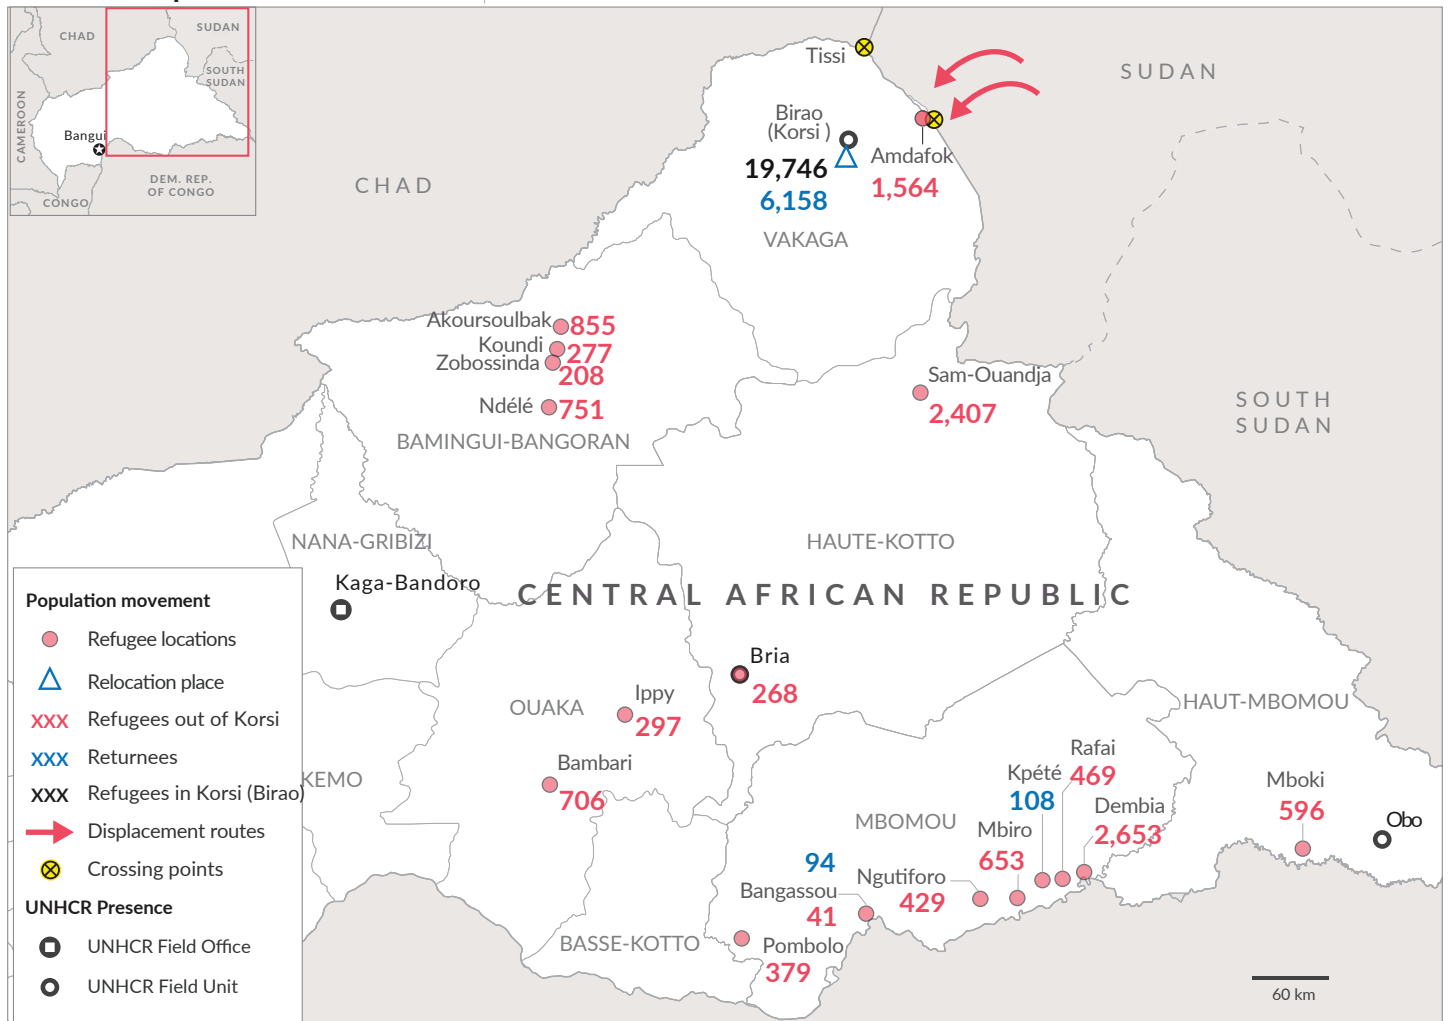 CHAD
SUDAN
SOUTH
SUDAN
CAMEROON
Bangui
DEM. REP.
OF CONGO
CONGO
Tissi
SUDAN
Birao
(Korsi )
19,746
6,158
Amdafok
1,564
CHAD
VAKAGA
Akoursoulbak
855
Koundi
277
Zobossinda
208
Ndélé
751
BAMINGUI-BANGORAN
Sam-Ouandja
2,407
SOUTH
SUDAN
NANA-GRIBIZI
HAUTE-KOTTO
Kaga-Bandoro
CENTRAL AFRICAN REPUBLIC
Bria
268
OUAKA
Ippy
297
HAUT-MBOMOU
Bambari
706
KEMO
Rafai
469
Kpété
108
Dembia
2,653
Mboki
596
Obo
MBOMOU
Mbiro
653
94
Bangassou
41
Ngutiforo
429
BASSE-KOTTO
Pombolo
379
Population movement
Refugee locations
Relocation place
XXX Refugees out of Korsi
XXX Returnees
XXX Refugees in Korsi (Birao)
Displacement routes
Crossing points
UNHCR Presence
UNHCR Field Office
UNHCR Field Unit
60 km